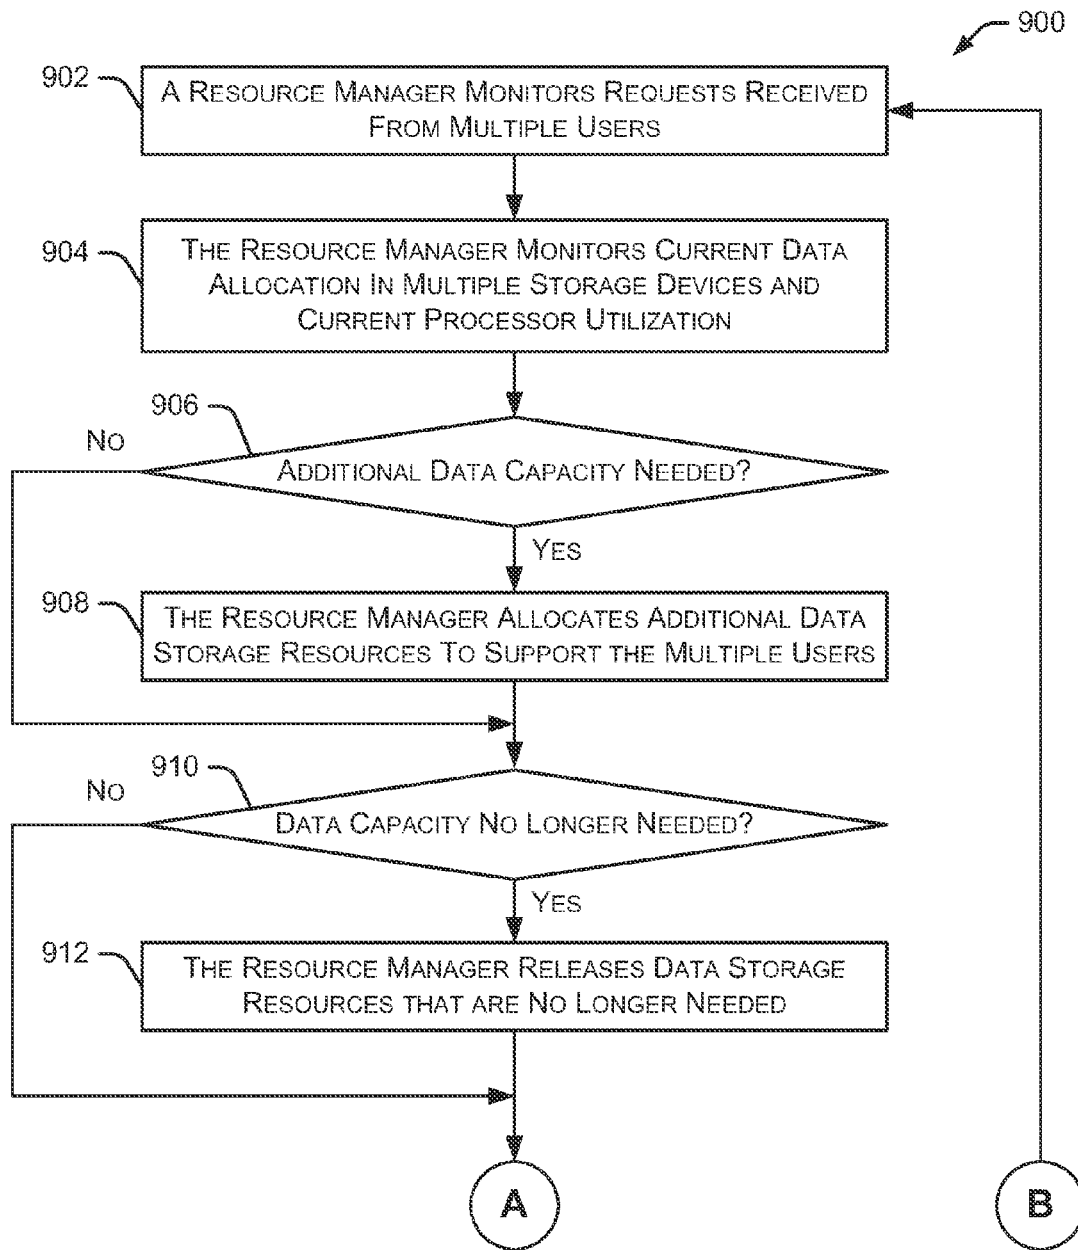 900
902
A RESOURCE MANAGER MONITORS REQUESTS RECEIVED
FROM MULTIPLE USERS
904
THE RESOURCE MANAGER MONITORS CURRENT DATA
ALLOCATION IN MULTIPLE STORAGE DEVICES AND
CURRENT PROCESSOR UTILIZATION
906
NO
ADDITIONAL DATA CAPACITY NEEDED?
YES
908
THE RESOURCE MANAGER ALLOCATES ADDITIONAL DATA
STORAGE RESOURCES TO SUPPORT THE MULTIPLE USERS
910
NO
DATA CAPACITY NO LONGER NEEDED?
YES
912
THE RESOURCE MANAGER RELEASES DATA STORAGE
RESOURCES THAT ARE NO LONGER NEEDED
A
B